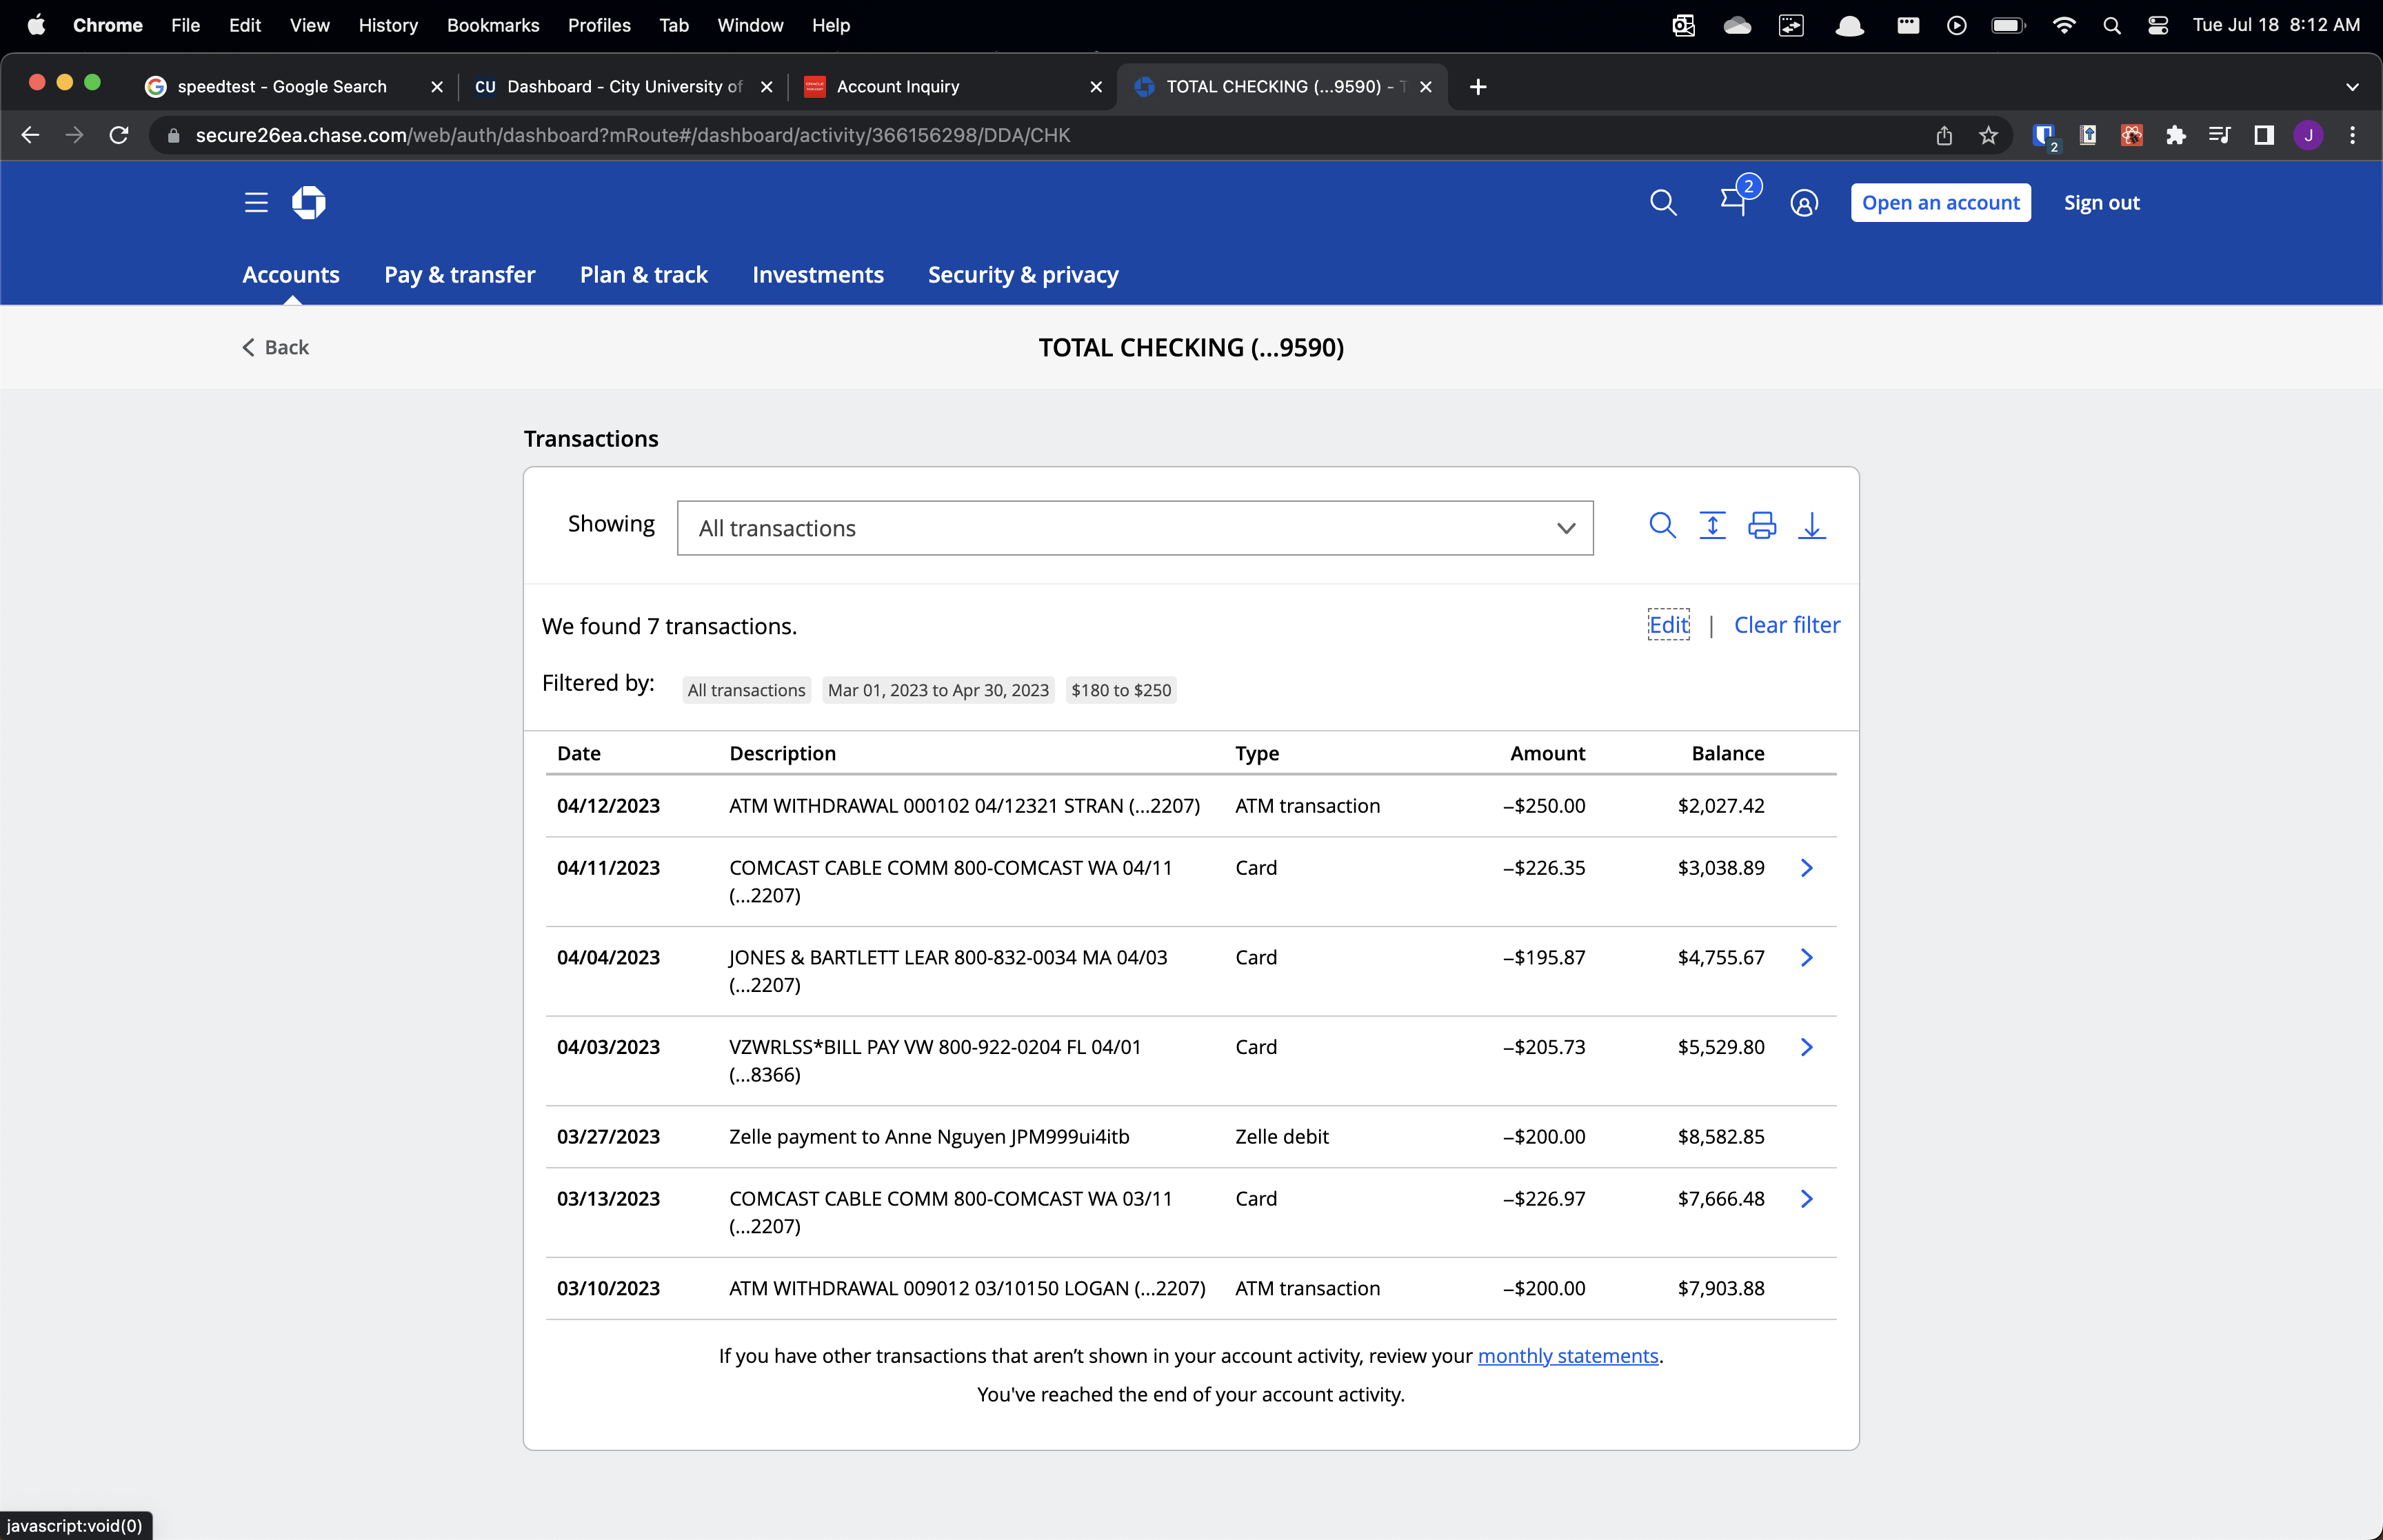 Chrome File Edit View History Bookmarks Profiles Tab Window Help Tue Jul 18 8:12 AM
speedtest - Google Search CU Dashboard - City University of Account Inquiry TOTAL CHECKING (...9590) - T
secure26ea.chase.com/web/auth/dashboard?mRoute#/dashboard/activity/366156298/DDA/CHK 2 J
2 Open an account Sign out
Accounts Pay & transfer Plan & track Investments Security & privacy
Back TOTAL CHECKING (...9590)
Transactions
Showing All transactions
We found 7 transactions. Edit | Clear filter
Filtered by: All transactions Mar 01, 2023 to Apr 30, 2023 $180 to $250
Date Description Type Amount Balance
04/12/2023 ATM WITHDRAWAL 000102 04/12321 STRAN (...2207) ATM transaction –$250.00 $2,027.42
04/11/2023 COMCAST CABLE COMM 800-COMCAST WA 04/11 Card –$226.35 $3,038.89
(...2207)
04/04/2023 JONES & BARTLETT LEAR 800-832-0034 MA 04/03 Card –$195.87 $4,755.67
(...2207)
04/03/2023 VZWRLSS*BILL PAY VW 800-922-0204 FL 04/01 Card –$205.73 $5,529.80
(...8366)
03/27/2023 Zelle payment to Anne Nguyen JPM999ui4itb Zelle debit –$200.00 $8,582.85
03/13/2023 COMCAST CABLE COMM 800-COMCAST WA 03/11 Card –$226.97 $7,666.48
(...2207)
03/10/2023 ATM WITHDRAWAL 009012 03/10150 LOGAN (...2207) ATM transaction –$200.00 $7,903.88
If you have other transactions that aren't shown in your account activity, review your monthly statements.
You've reached the end of your account activity.
javascript:void(0)